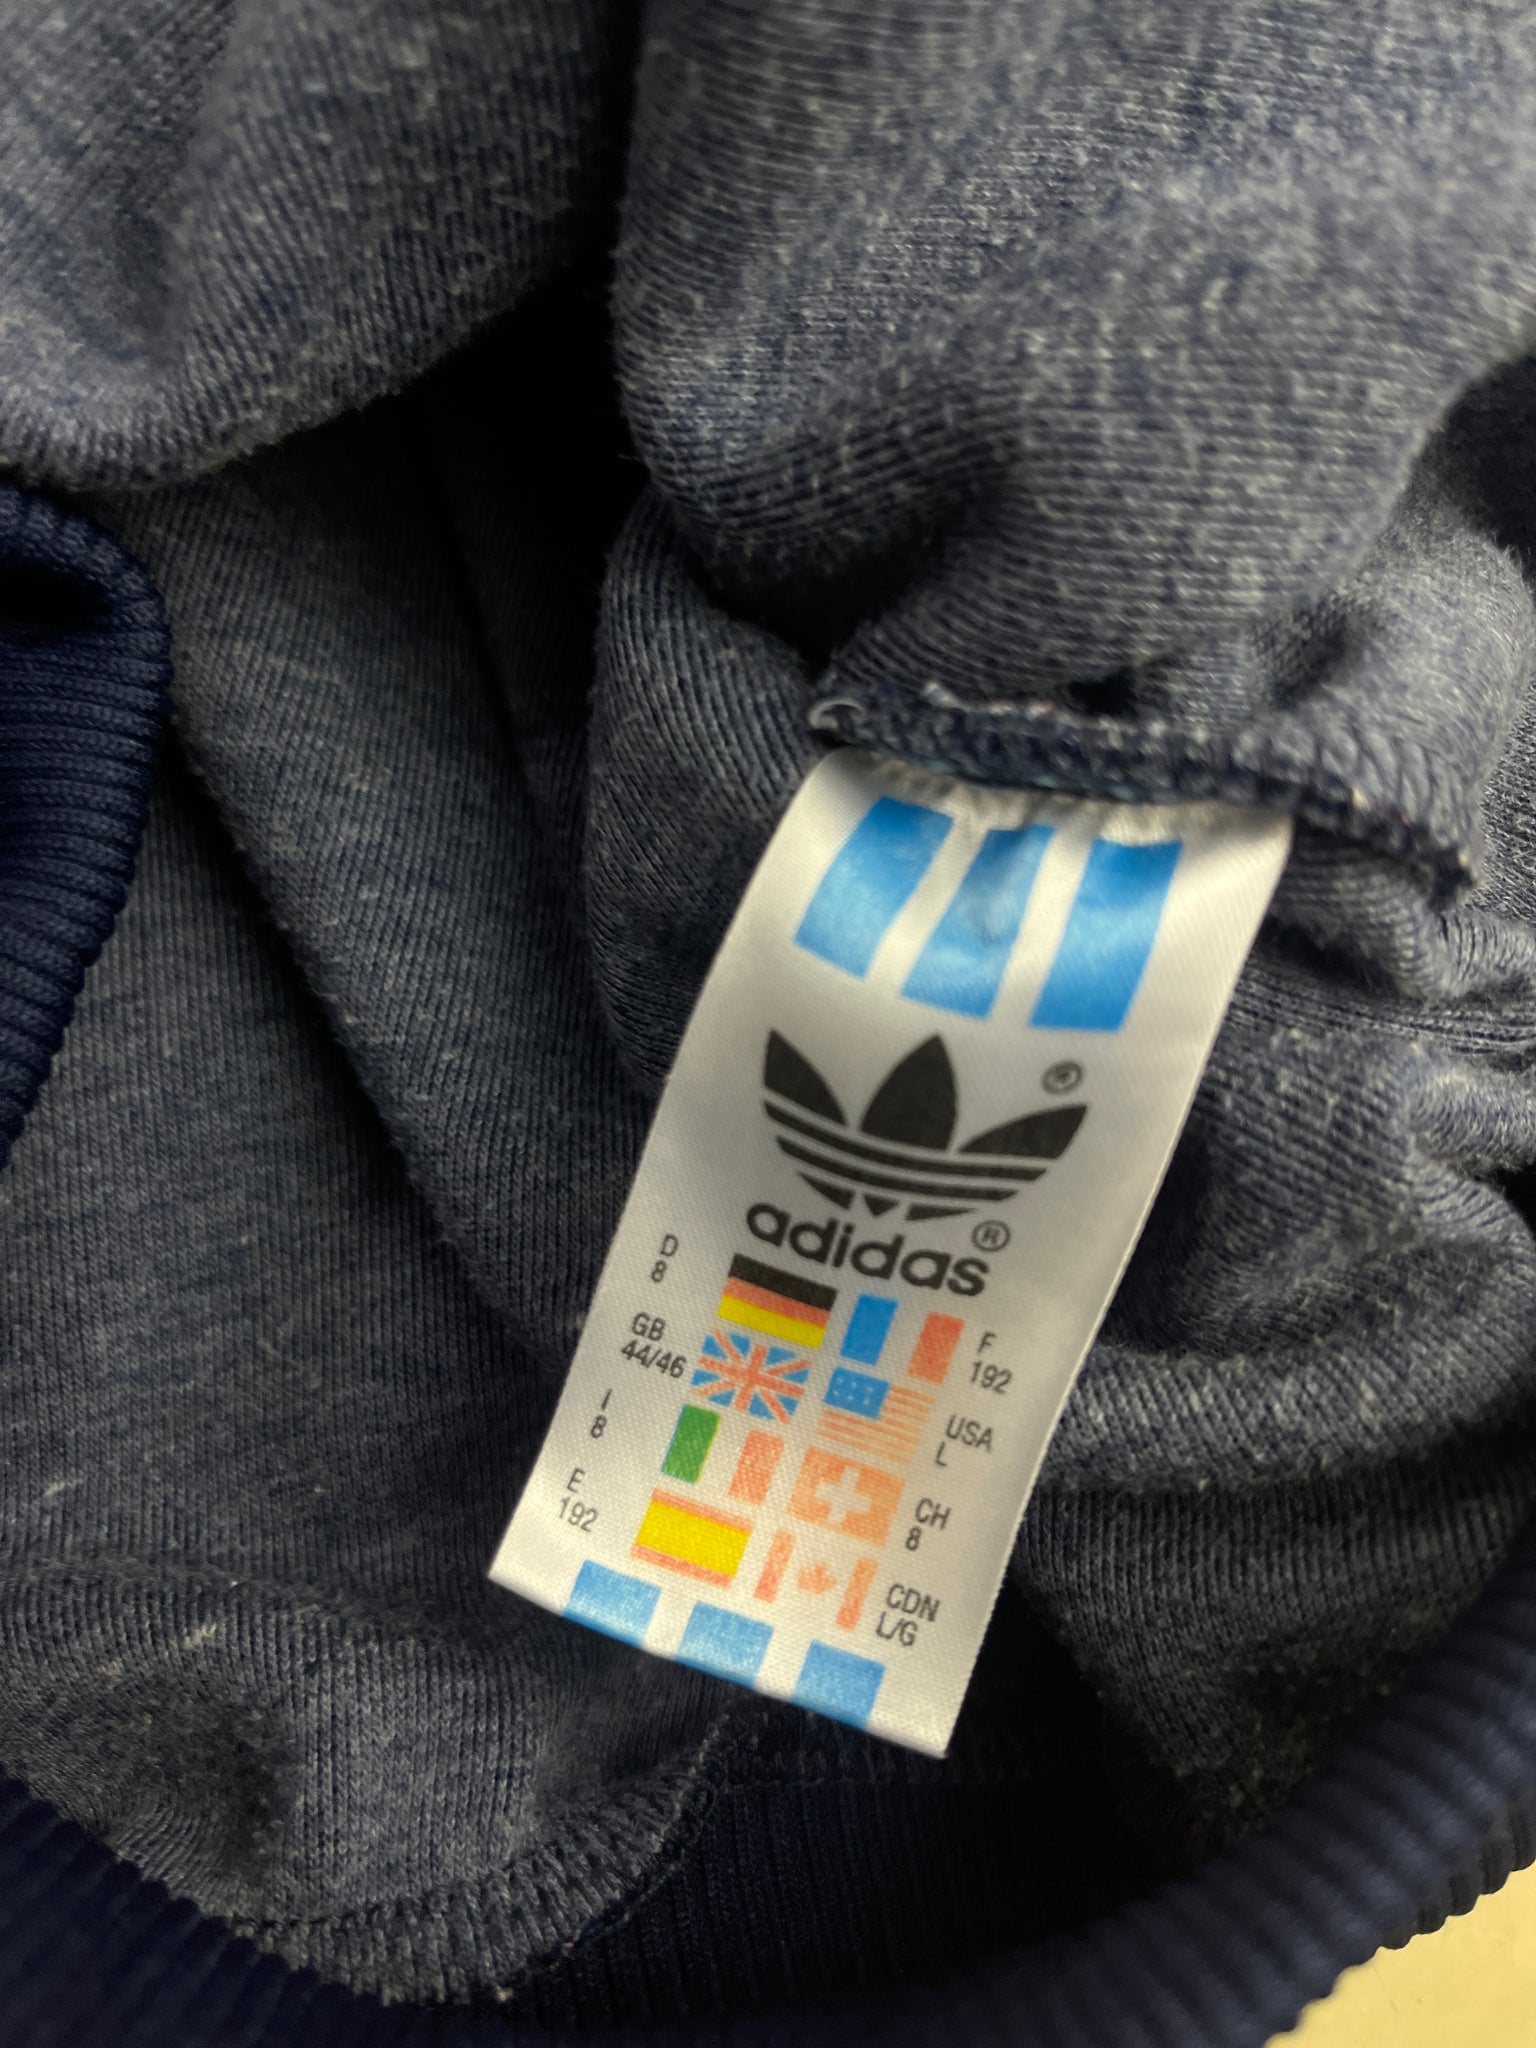 ®
adidas®
D
8
F
192
GB
44/46
USA
L
I
8
CH
8
E
192
CDN
L/G